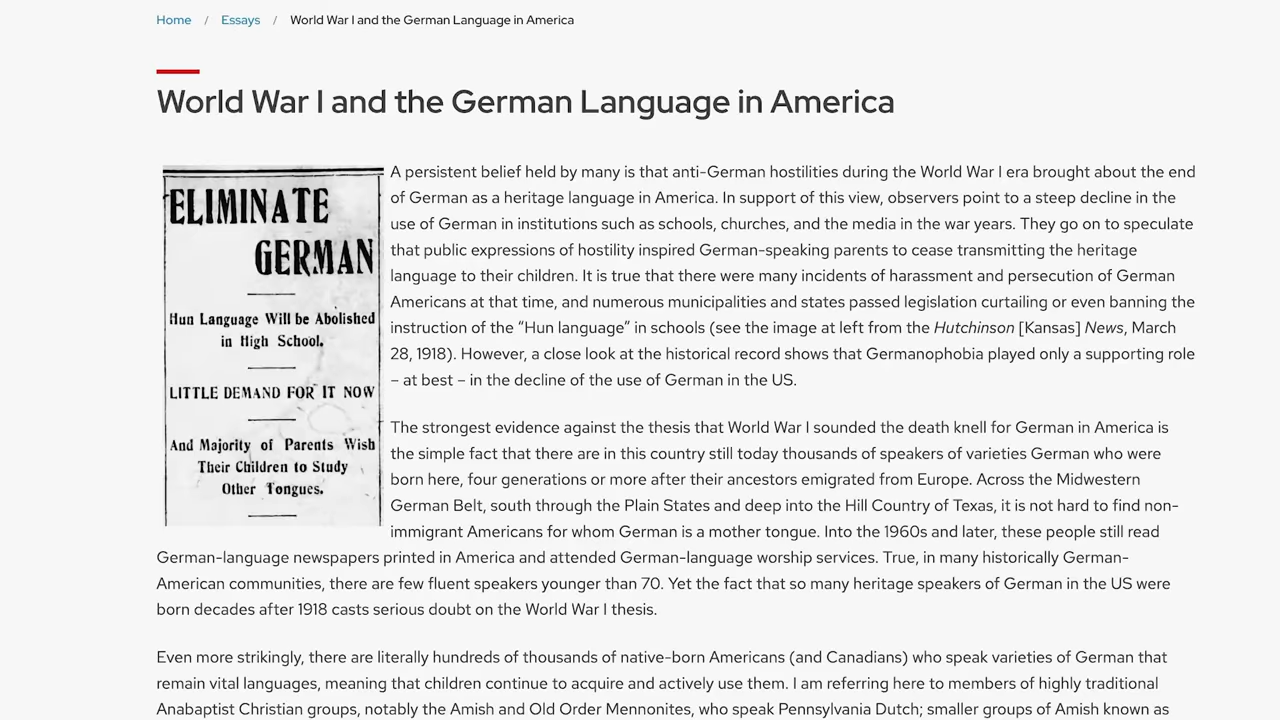 Home / Essays / World War I and the German Language in America
World War I and the German Language in America
ELIMINATE
GERMAN
Hun Language Will be Abolished
in High School.
LITTLE DEMAND FOR IT NOW
And Majority of Parents Wish
Their Children to Study
Other Tongues.
A persistent belief held by many is that anti-German hostilities during the World War I era brought about the end
of German as a heritage language in America. In support of this view, observers point to a steep decline in the
use of German in institutions such as schools, churches, and the media in the war years. They go on to speculate
that public expressions of hostility inspired German-speaking parents to cease transmitting the heritage
language to their children. It is true that there were many incidents of harassment and persecution of German
Americans at that time, and numerous municipalities and states passed legislation curtailing or even banning the
instruction of the “Hun language” in schools (see the image at left from the Hutchinson [Kansas] News, March
28, 1918). However, a close look at the historical record shows that Germanophobia played only a supporting role
– at best – in the decline of the use of German in the US.
The strongest evidence against the thesis that World War I sounded the death knell for German in America is
the simple fact that there are in this country still today thousands of speakers of varieties German who were
born here, four generations or more after their ancestors emigrated from Europe. Across the Midwestern
German Belt, south through the Plain States and deep into the Hill Country of Texas, it is not hard to find non-
immigrant Americans for whom German is a mother tongue. Into the 1960s and later, these people still read
German-language newspapers printed in America and attended German-language worship services. True, in many historically German-
American communities, there are few fluent speakers younger than 70. Yet the fact that so many heritage speakers of German in the US were
born decades after 1918 casts serious doubt on the World War I thesis.
Even more strikingly, there are literally hundreds of thousands of native-born Americans (and Canadians) who speak varieties of German that
remain vital languages, meaning that children continue to acquire and actively use them. I am referring here to members of highly traditional
Anabaptist Christian groups, notably the Amish and Old Order Mennonites, who speak Pennsylvania Dutch; smaller groups of Amish known as